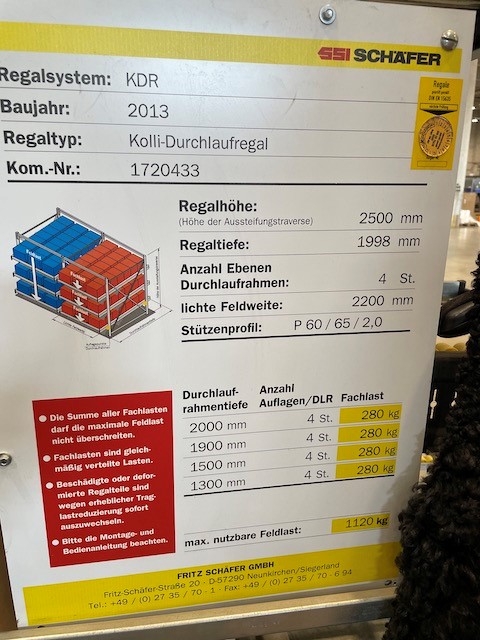 SSI SCHÄFER
Regalsystem: KDR
Baujahr: 2013
Regaltyp: Kolli-Durchlaufregal
Kom.-Nr.: 1720433
Regale
DIN EN 15635
Regalhöhe:
(Höhe der Aussteifungstraverse) 2500 mm
Regaltiefe: 1998 mm
Anzahl Ebenen
Durchlaufrahmen: 4 St.
lichte Feldweite: 2200 mm
Stützenprofil: P 60 / 65 / 2,0
Fachlast
Fachlast
Durchlauf-
rahmentiefe
Anzahl
Auflagen/DLR
Fachlast
2000 mm 4 St. 280 kg
1900 mm 4 St. 280 kg
1500 mm 4 St. 280 kg
1300 mm 4 St. 280 kg
max. nutzbare Feldlast: 1120 kg
Die Summe aller Fachlasten
darf die maximale Feldlast
nicht überschreiten.
Fachlasten sind gleich-
mäßig verteilte Lasten.
Beschädigte oder defor-
mierte Regalteile sind
wegen erheblicher Trag-
lastreduzierung sofort
auszuwechseln.
Bitte die Montage- und
Bedienanleitung beachten.
FRITZ SCHÄFER GMBH
Fritz-Schäfer-Straße 20 · D-57290 Neunkirchen/Siegerland
Tel.: +49 / (0) 27 35 / 70 - 1 · Fax: +49 / (0) 27 35 / 70 - 6 94